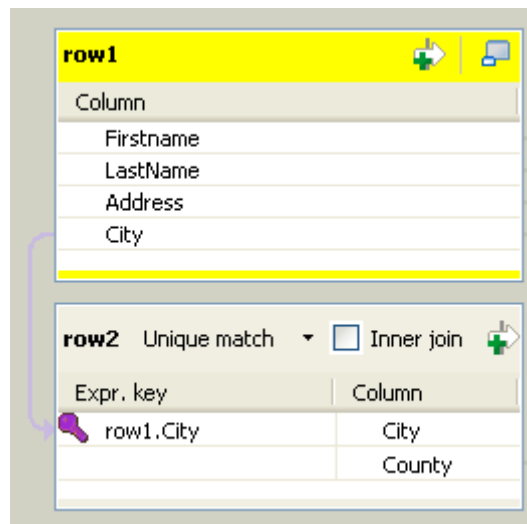 row1
Column
Firstname
LastName
Address
City
row2 Unique match Inner join
Expr. key Column
row1.City City
County